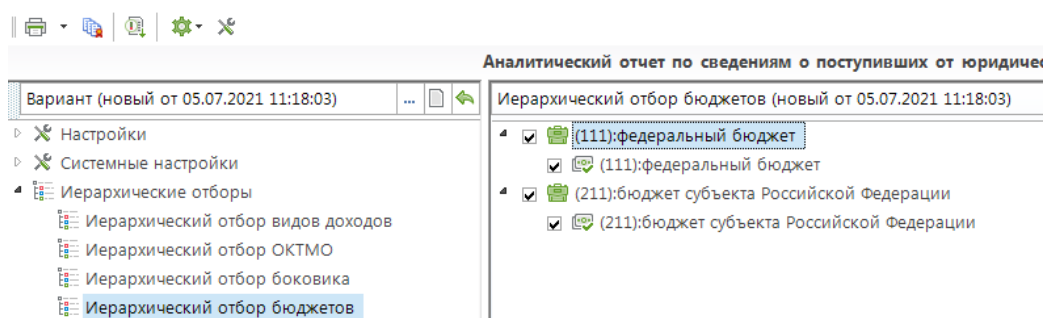 Аналитический отчет по сведениям о поступивших от юридичес
Вариант (новый от 05.07.2021 11:18:03) ...
Настройки
Системные настройки
Иерархические отборы
Иерархический отбор видов доходов
Иерархический отбор ОКТМО
Иерархический отбор боковика
Иерархический отбор бюджетов
Иерархический отбор бюджетов (новый от 05.07.2021 11:18:03)
(111):федеральный бюджет
(111):федеральный бюджет
(211):бюджет субъекта Российской Федерации
(211):бюджет субъекта Российской Федерации